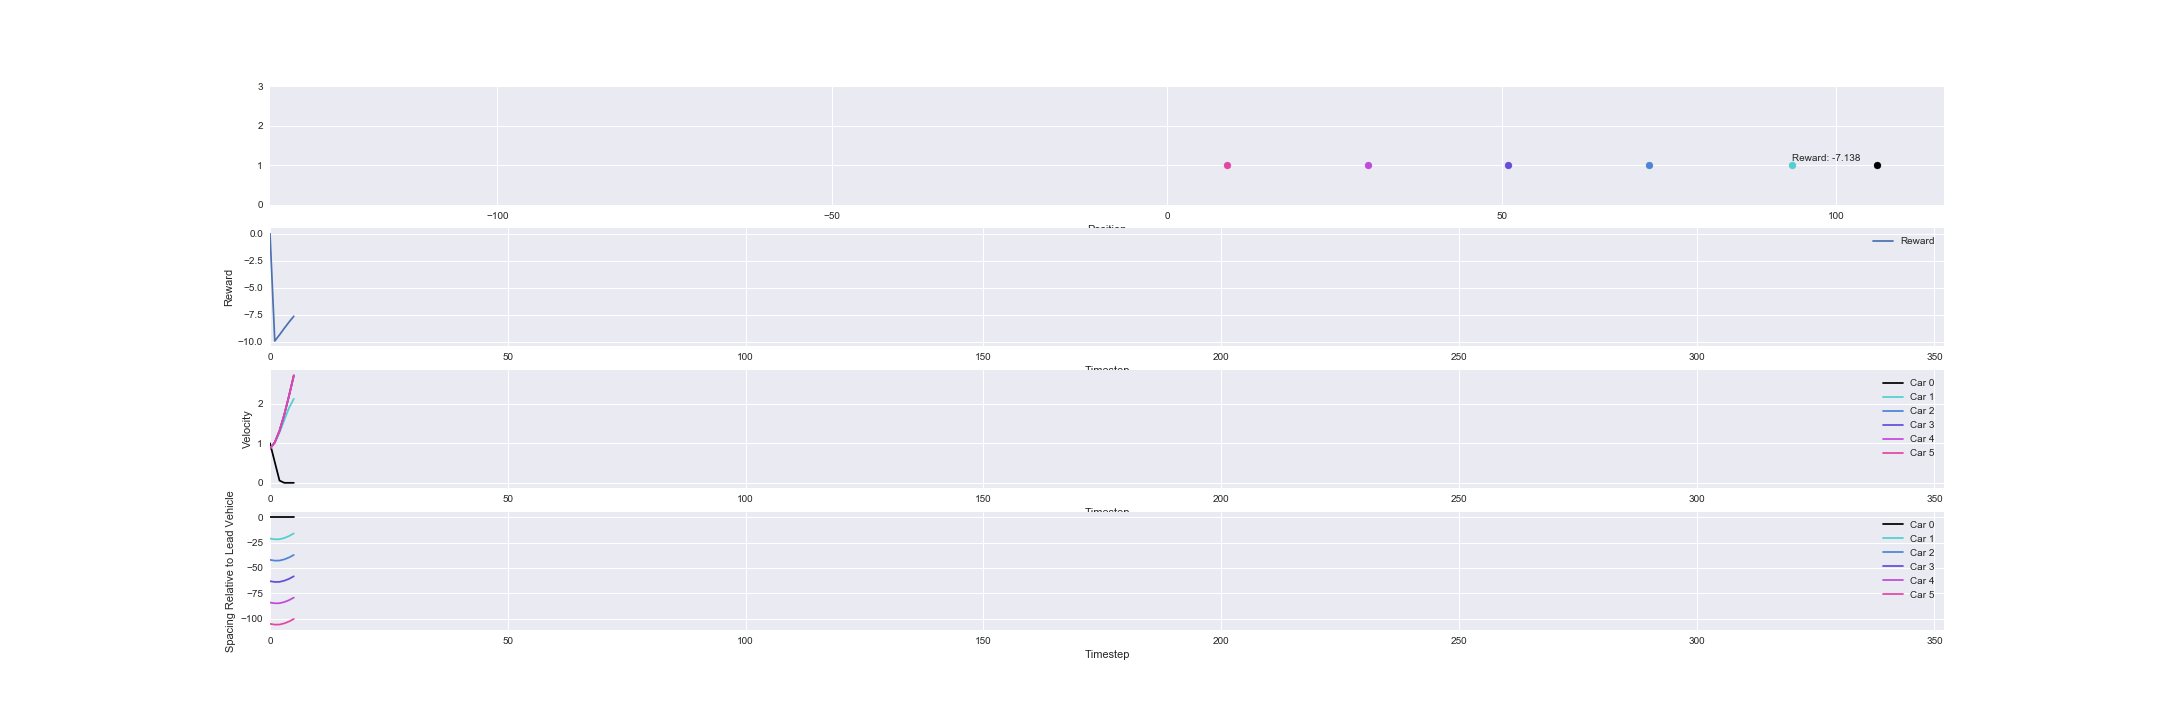 3
2
1
0
Reward: -7.138
−100 −50 0 50 100
Position
0.0
−2.5
−5.0
−7.5
−10.0
Reward
Reward
0 50 100 150 200 250 300 350
Timestep
2
1
0
Velocity
Car 0
Car 1
Car 2
Car 3
Car 4
Car 5
0 50 100 150 200 250 300 350
Timestep
0
−25
−50
−75
−100
Spacing Relative to Lead Vehicle
Car 0
Car 1
Car 2
Car 3
Car 4
Car 5
0 50 100 150 200 250 300 350
Timestep